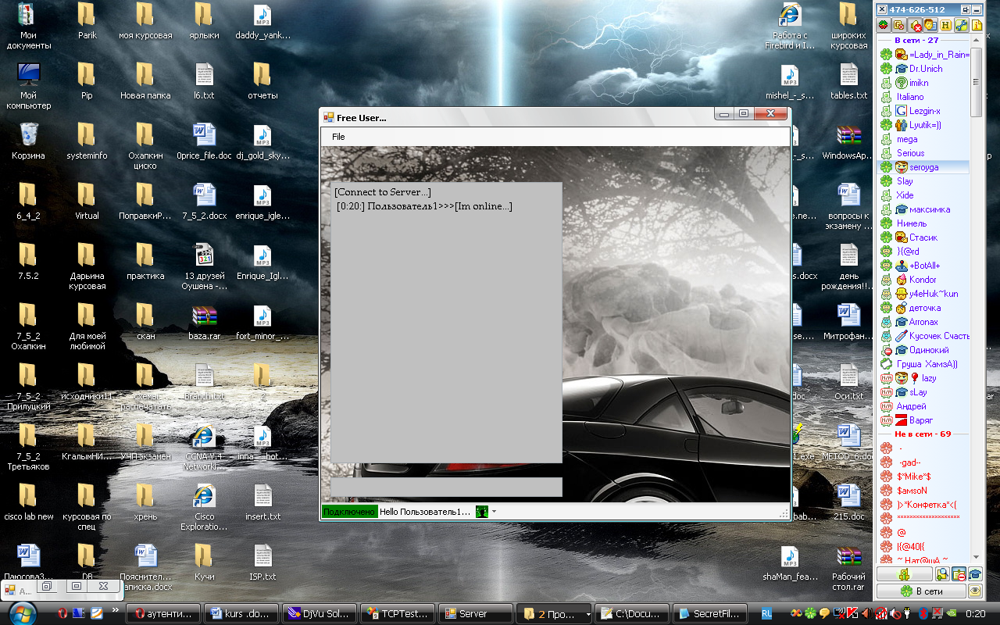 Мои документы
Parik
моя курсовая
ярлыки
daddy_yank...
Работа с Firebird и I...
широких курсовая
Мой компьютер
Pip
Новая папка
l6.txt
отчеты
mishel_-_s...
tables.txt
Корзина
systeminfo
Охапкин циско
0price_file.doc
dj_gold_sky...
WindowsAp...
6_4_2
Virtual
ПоправкиР...
7_5_2.docx
enrique_igle...
вопросы к экзамену ...
7.5.2
Дарьина курсовая
практика
13 друзей Оушена -...
Enrique_Igl...
день рождения!!...
7_5_2 Охапкин
Для моей любимой
скан
baza.rar
fort_minor_...
Митрофан...
7_5_2 Прилуцкий
исходники11
схемы распечатать
branch.txt
2
Оси.txt
7_5_2 Третьяков
КгалымНИ...
УЧП экзамен
CCNA V.4 Networki...
inna_-_hot...
METOD_6.doc
cisco lab new
курсовая по спец
хрень
Cisco Exploratio...
insert.txt
215.doc
ПаюсоваЗ...
DB
Пояснител...
аписка.docx
Кучи
ISP.txt
shaMan_fea...
Рабочий стол.rar
Free User...
File
[Connect to Server...]
[0:20:] Пользователь1>>>[Im online...]
Подключено
Hello Пользователь1...
474-626-512
В сети - 27
=Lady_in_Rain=
Dr.Unich
imikn
Italiano
Lezgin-x
Lyutik=))
mega
Serious
seroyga
Slay
Xide
максимка
Нинель
Стасик
}{@rd
+BotAll+
Kondor
y4eHuk~kun
деточка
Arronax
Кусочек Счасть
Одинокий
Груша ХамзА))
lazy
sLay
Андрей
Варяг
Не в сети - 69
-
-gad--
$*Mike*$
$amsoN
)>*Конфетка*<(
@
|{@40|{
~ Нат@шА ~
В сети
A...
аутенти...
kurs .do...
DjVu Sol...
TCPTest...
Server
2 Про...
C:\Docu...
SecretFil...
RL
0:20